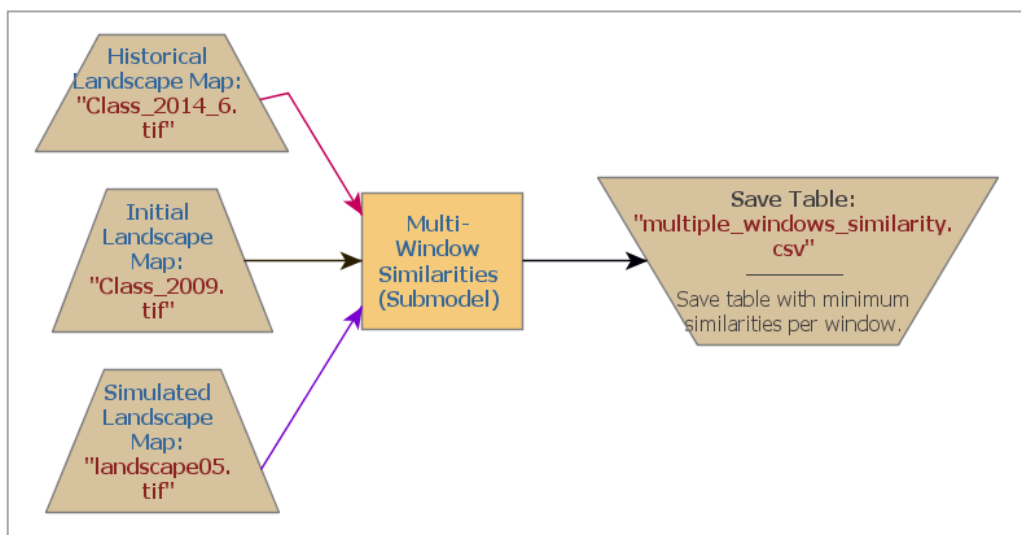 Historical
Landscape Map:
"Class_2014_6.
tif"
Initial
Landscape
Map:
"Class_2009.
tif"
Simulated
Landscape
Map:
"landscape05.
tif"
Multi-
Window
Similarities
(Submodel)
Save Table:
"multiple_windows_similarity.
csv"
Save table with minimum
similarities per window.